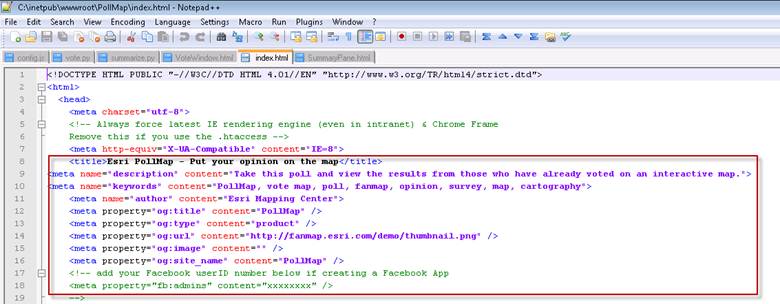 C:\inetpub\wwwroot\PollMap\index.html - Notepad++
File Edit Search View Encoding Language Settings Macro Run Plugins Window ? X
config.js vote.py summarize.py VoteWindow.html index.html SummaryPane.html
1 <!DOCTYPE HTML PUBLIC "-//W3C//DTD HTML 4.01//EN" "http://www.w3.org/TR/html4/strict.dtd">
2 <html>
3 <head>
4 <meta charset="utf-8">
5 <!-- Always force latest IE rendering engine (even in intranet) & Chrome Frame
6 Remove this if you use the .htaccess -->
7 <meta http-equiv="X-UA-Compatible" content="IE=8">
8 <title>Esri PollMap - Put your opinion on the map</title>
9 <meta name="description" content="Take this poll and view the results from those who have already voted on an interactive map.">
10 <meta name="keywords" content="PollMap, vote map, poll, fanmap, opinion, survey, map, cartography">
11 <meta name="author" content="Esri Mapping Center">
12 <meta property="og:title" content="PollMap" />
13 <meta property="og:type" content="product" />
14 <meta property="og:url" content="http://fanmap.esri.com/demo/thumbnail.png" />
15 <meta property="og:image" content="" />
16 <meta property="og:site_name" content="PollMap" />
17 <!-- add your Facebook userID number below if creating a Facebook App
18 <meta property="fb:admins" content="xxxxxxxx" />
19 -->